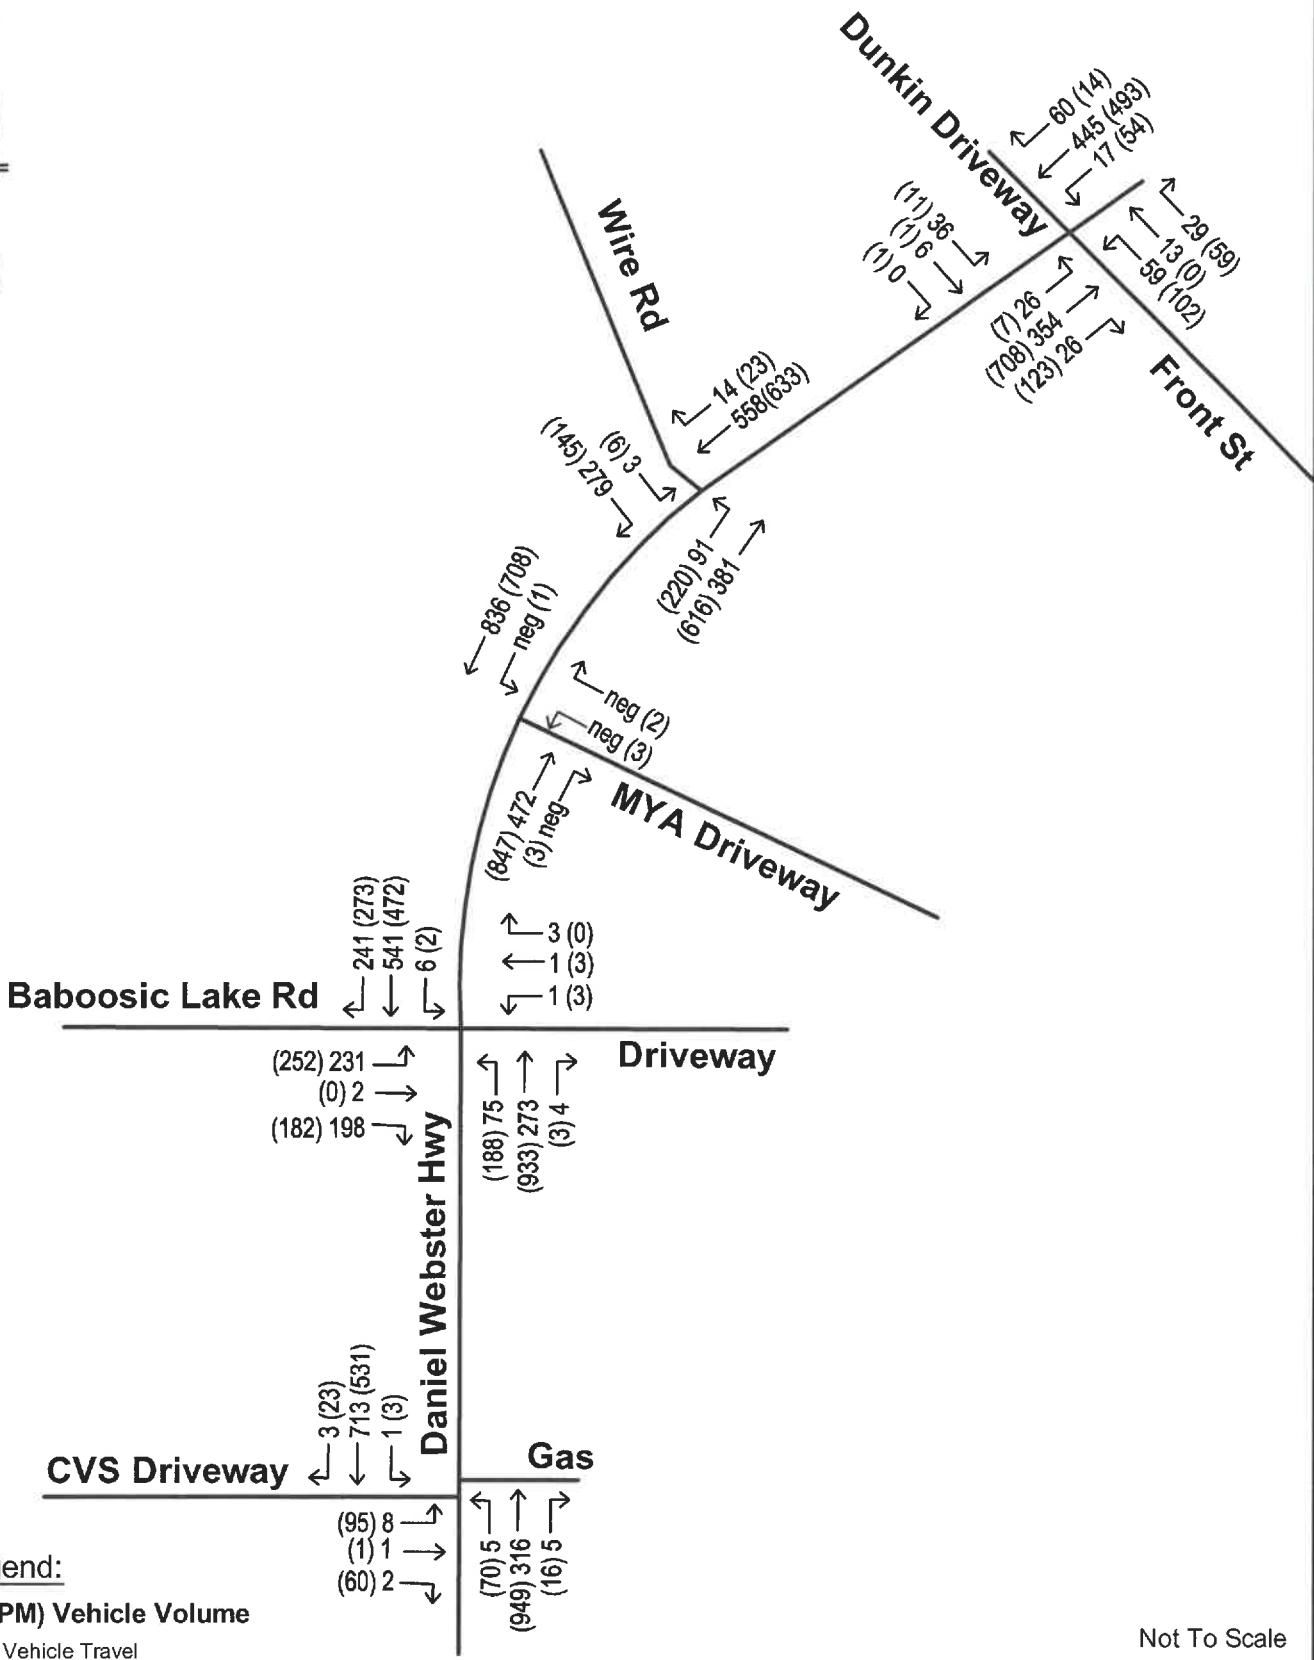 Dunkin Driveway
60 (14)
445 (493)
17 (54)
(11) 36
(1) 6
(1) 0
29 (59)
13 (0)
59 (102)
(7) 26
(708) 354
(123) 26
Front St
Wire Rd
14 (23)
558(633)
(6) 3
(145) 279
(220) 91
(616) 381
836 (708)
neg (1)
neg (2)
neg (3)
(847) 472
(3) neg
MYA Driveway
241 (273)
541 (472)
6 (2)
3 (0)
1 (3)
1 (3)
Baboosic Lake Rd
Driveway
(252) 231
(0) 2
(182) 198
(188) 75
(933) 273
(3) 4
Daniel Webster Hwy
3 (23)
713 (531)
1 (3)
CVS Driveway
Gas
(95) 8
(1) 1
(60) 2
(70) 5
(949) 316
(16) 5
end:
PM) Vehicle Volume
Vehicle Travel
Not To Scale